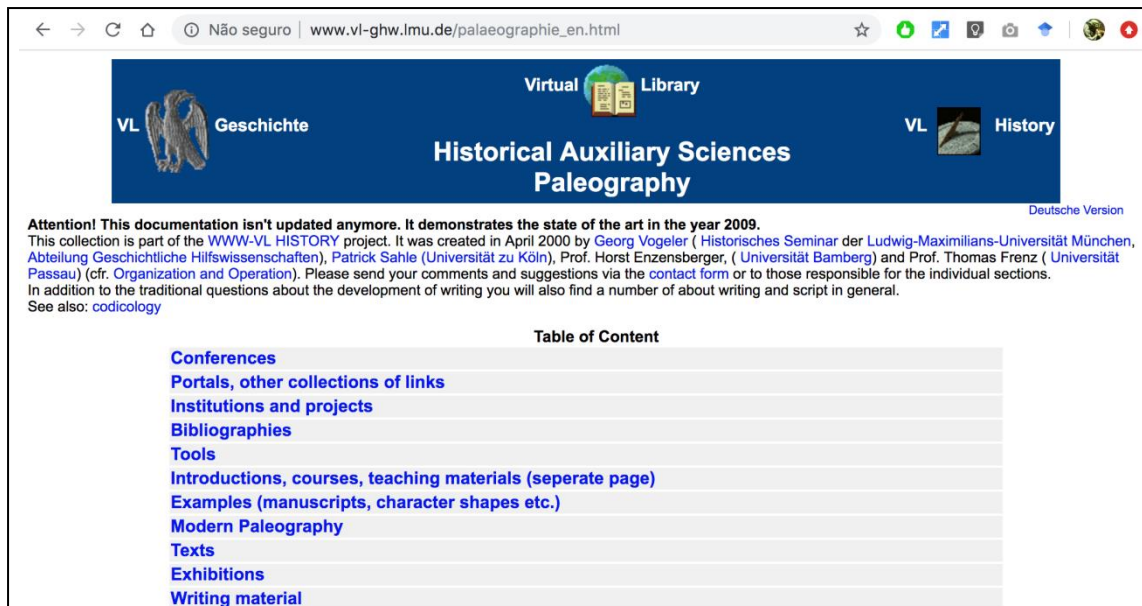 Não seguro | www.vl-ghw.lmu.de/palaeographie_en.html
Virtual Library
VL Geschichte
VL History
Historical Auxiliary Sciences
Paleography
Deutsche Version
Attention! This documentation isn't updated anymore. It demonstrates the state of the art in the year 2009.
This collection is part of the WWW-VL HISTORY project. It was created in April 2000 by Georg Vogeler ( Historisches Seminar der Ludwig-Maximilians-Universität München,
Abteilung Geschichtliche Hilfswissenschaften), Patrick Sahle (Universität zu Köln), Prof. Horst Enzensberger, ( Universität Bamberg) and Prof. Thomas Frenz ( Universität
Passau) (cfr. Organization and Operation). Please send your comments and suggestions via the contact form or to those responsible for the individual sections.
In addition to the traditional questions about the development of writing you will also find a number of about writing and script in general.
See also: codicology
Table of Content
Conferences
Portals, other collections of links
Institutions and projects
Bibliographies
Tools
Introductions, courses, teaching materials (seperate page)
Examples (manuscripts, character shapes etc.)
Modern Paleography
Texts
Exhibitions
Writing material